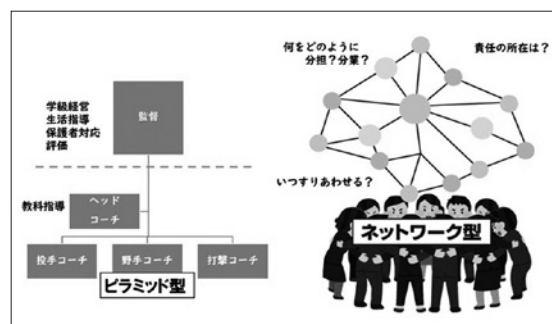 学級経営
生活指導
保護者対応
評価
監督
教科指導
ヘッド
コーチ
投手コーチ
野手コーチ
打撃コーチ
ピラミッド型
何をどのように
分担？分業？
責任の所在は？
いつすりあわせる？
ネットワーク型